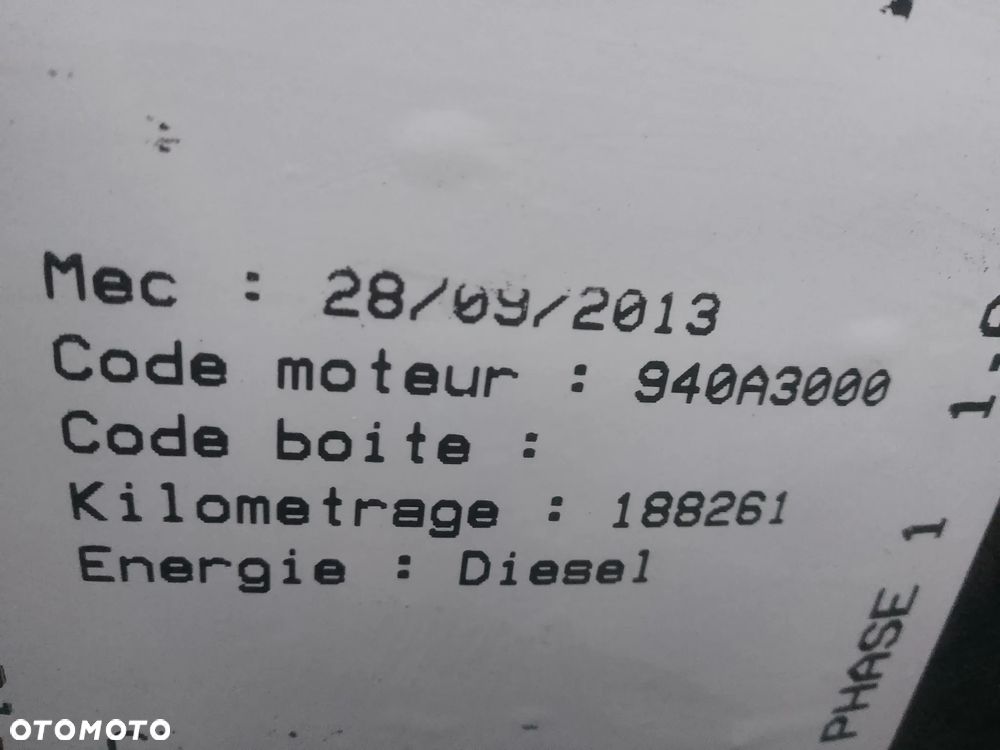 Mec : 28/09/2013
Code moteur : 940A3000
Code boite :
Kilometrage : 188261
Energie : Diesel
PHASE 1
OTOMOTO